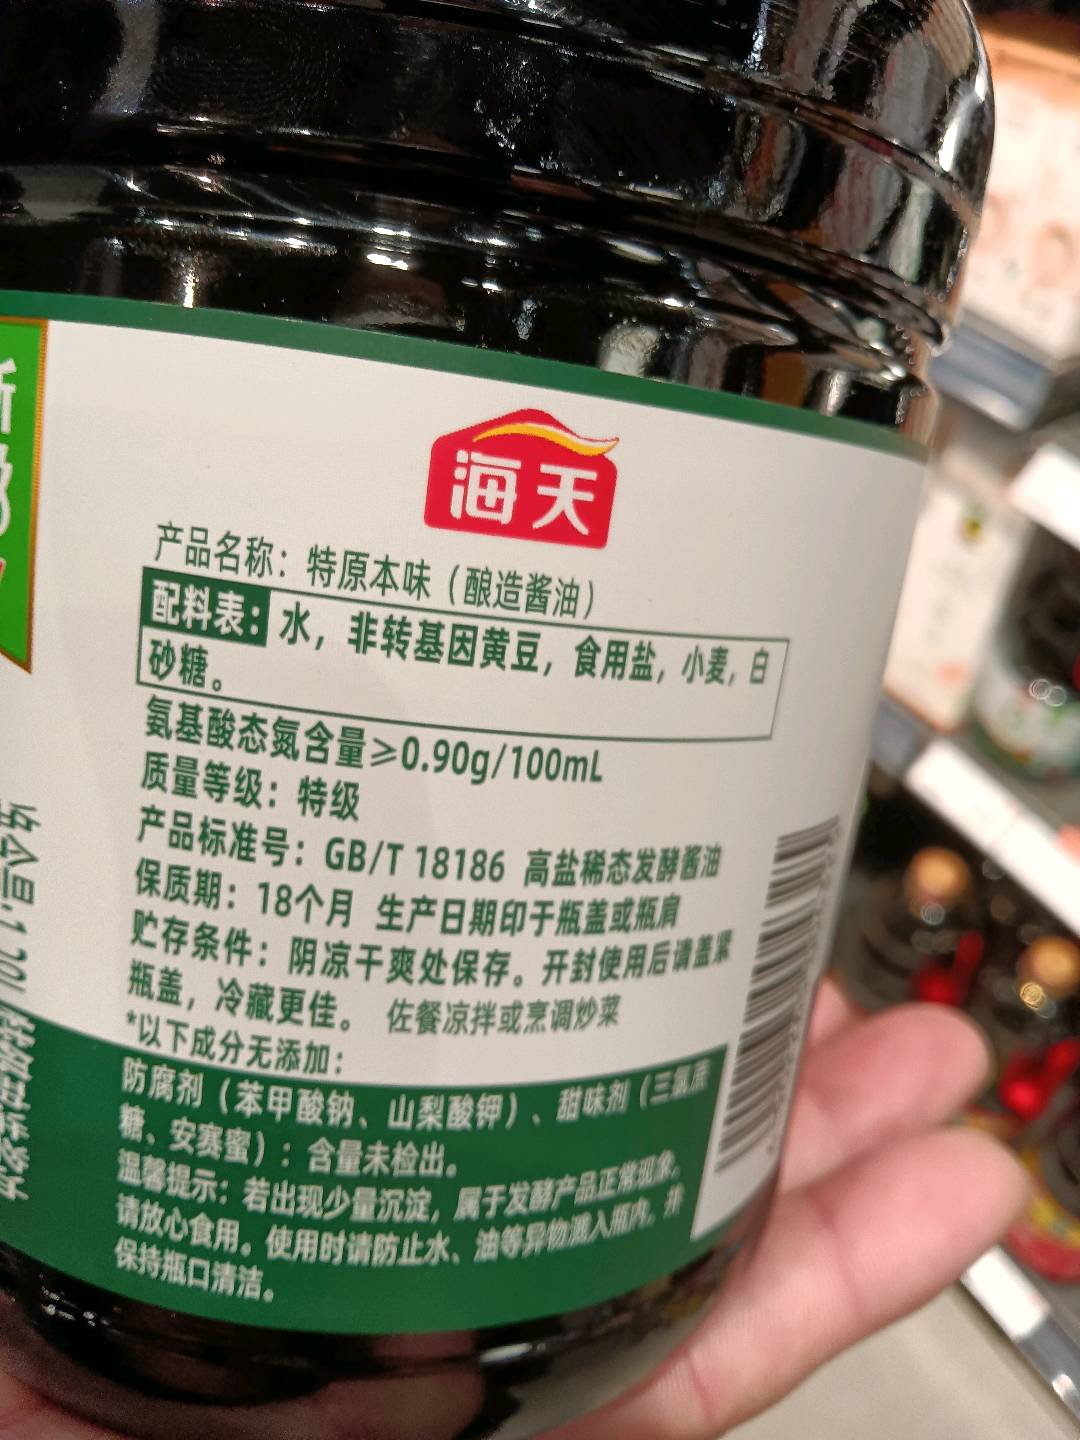 海天
产品名称：特原本味（酿造酱油）
配料表：水，非转基因黄豆，食用盐，小麦，白
砂糖。
氨基酸态氮含量≥0.90g/100mL
质量等级：特级
产品标准号：GB/T 18186 高盐稀态发酵酱油
保质期：18个月 生产日期印于瓶盖或瓶肩
贮存条件：阴凉干爽处保存。开封使用后请盖紧
瓶盖，冷藏更佳。 佐餐凉拌或烹调炒菜
*以下成分无添加：
防腐剂（苯甲酸钠、山梨酸钾）、甜味剂（三氯蔗
糖、安赛蜜）：含量未检出。
温馨提示：若出现少量沉淀，属于发酵产品正常现象，
请放心食用。使用时请防止水、油等异物溅入瓶内，并
保持瓶口清洁。